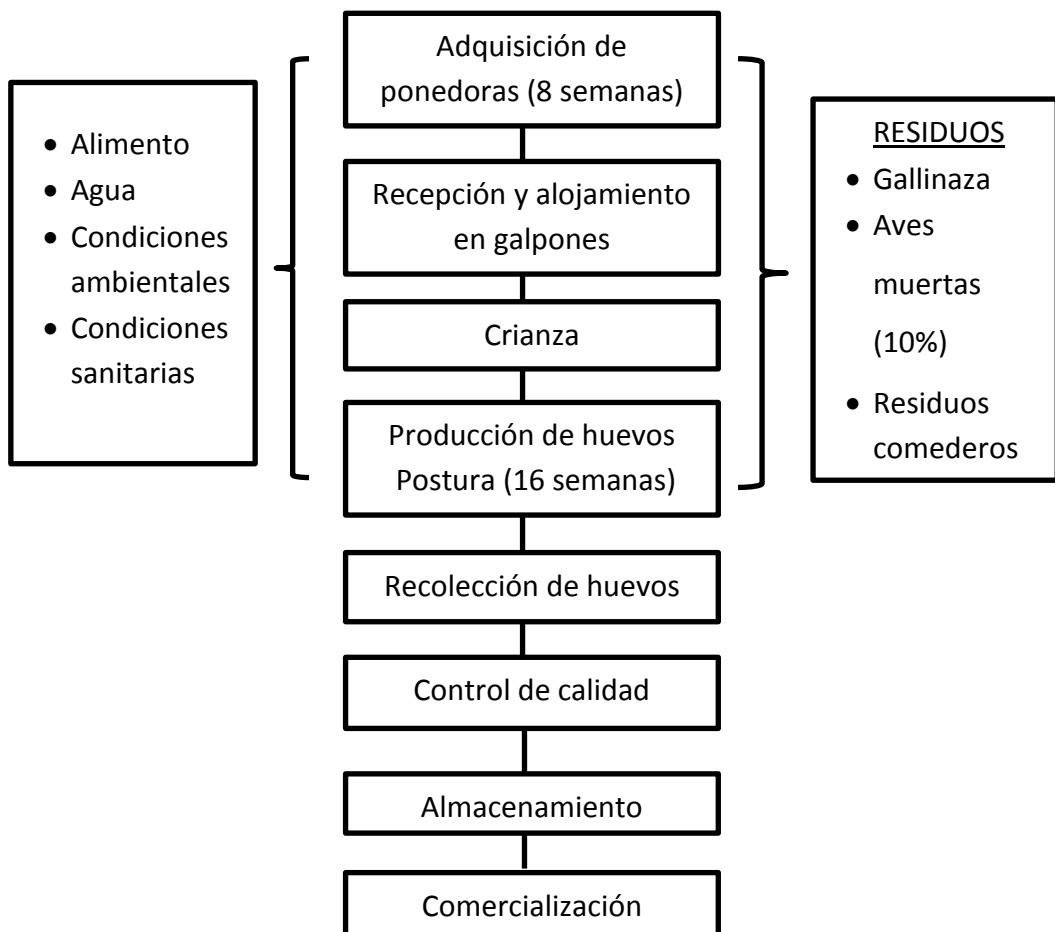 Adquisición de
ponedoras (8 semanas)
• Alimento
• Agua
• Condiciones
ambientales
• Condiciones
sanitarias
RESIDUOS
• Gallinaza
• Aves
muertas
(10%)
• Residuos
comederos
Recepción y alojamiento
en galpones
Crianza
Producción de huevos
Postura (16 semanas)
Recolección de huevos
Control de calidad
Almacenamiento
Comercialización